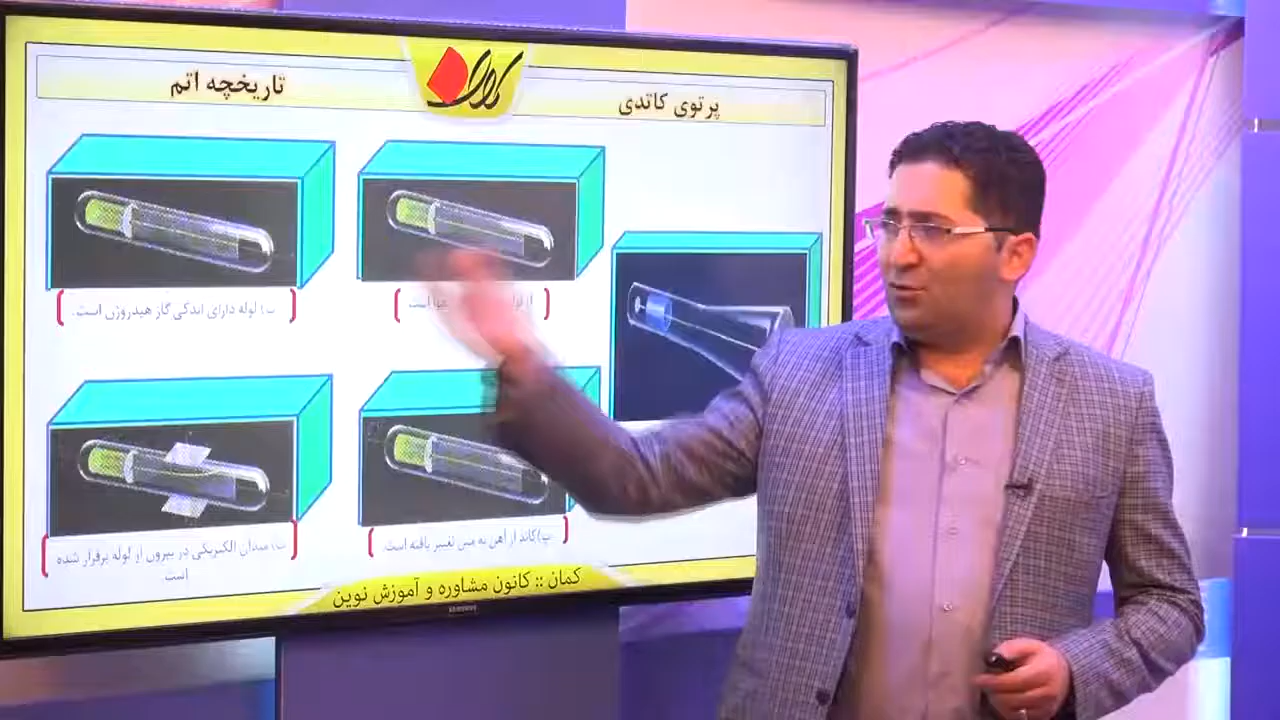 پرتوی کاتدی
تاریخچه اتم
ب) لوله دارای اندکی گاز هیدروژن است.
پ) کاتد از آهن به مس تغییر یافته است.
ت) میدان الکتریکی در بیرون از لوله برقرار شده
است.
کمان :: کانون مشاوره و آموزش نوین
SAMSUNG